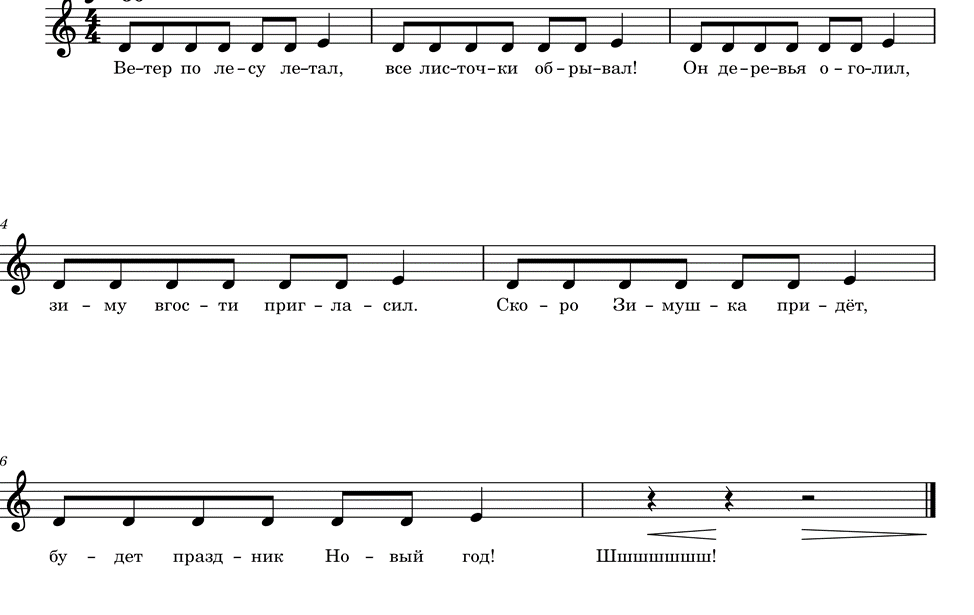 Ве–тер по ле–су ле–тал, все лис–точ–ки об–ры–вал! Он де–ре–вья о–го–лил,
4
зи – му вгос – ти приг – ла – сил. Ско – ро Зи – муш – ка при – дёт,
6
бу – дет празд – ник Но – вый год! Шшшшшшш!